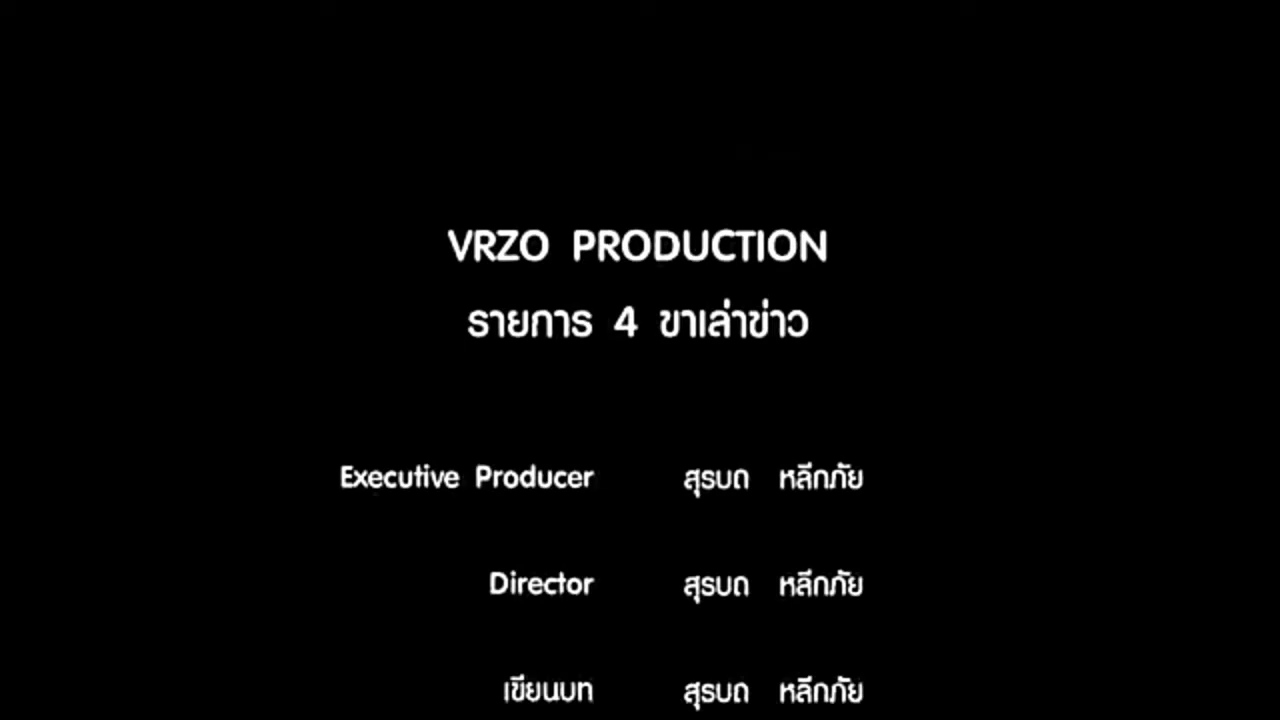 VRZO PRODUCTION
รายการ 4 ขาเล่าข่าว
Executive Producer สุรบถ หลีกภัย
Director สุรบถ หลีกภัย
เขียนบท สุรบถ หลีกภัย